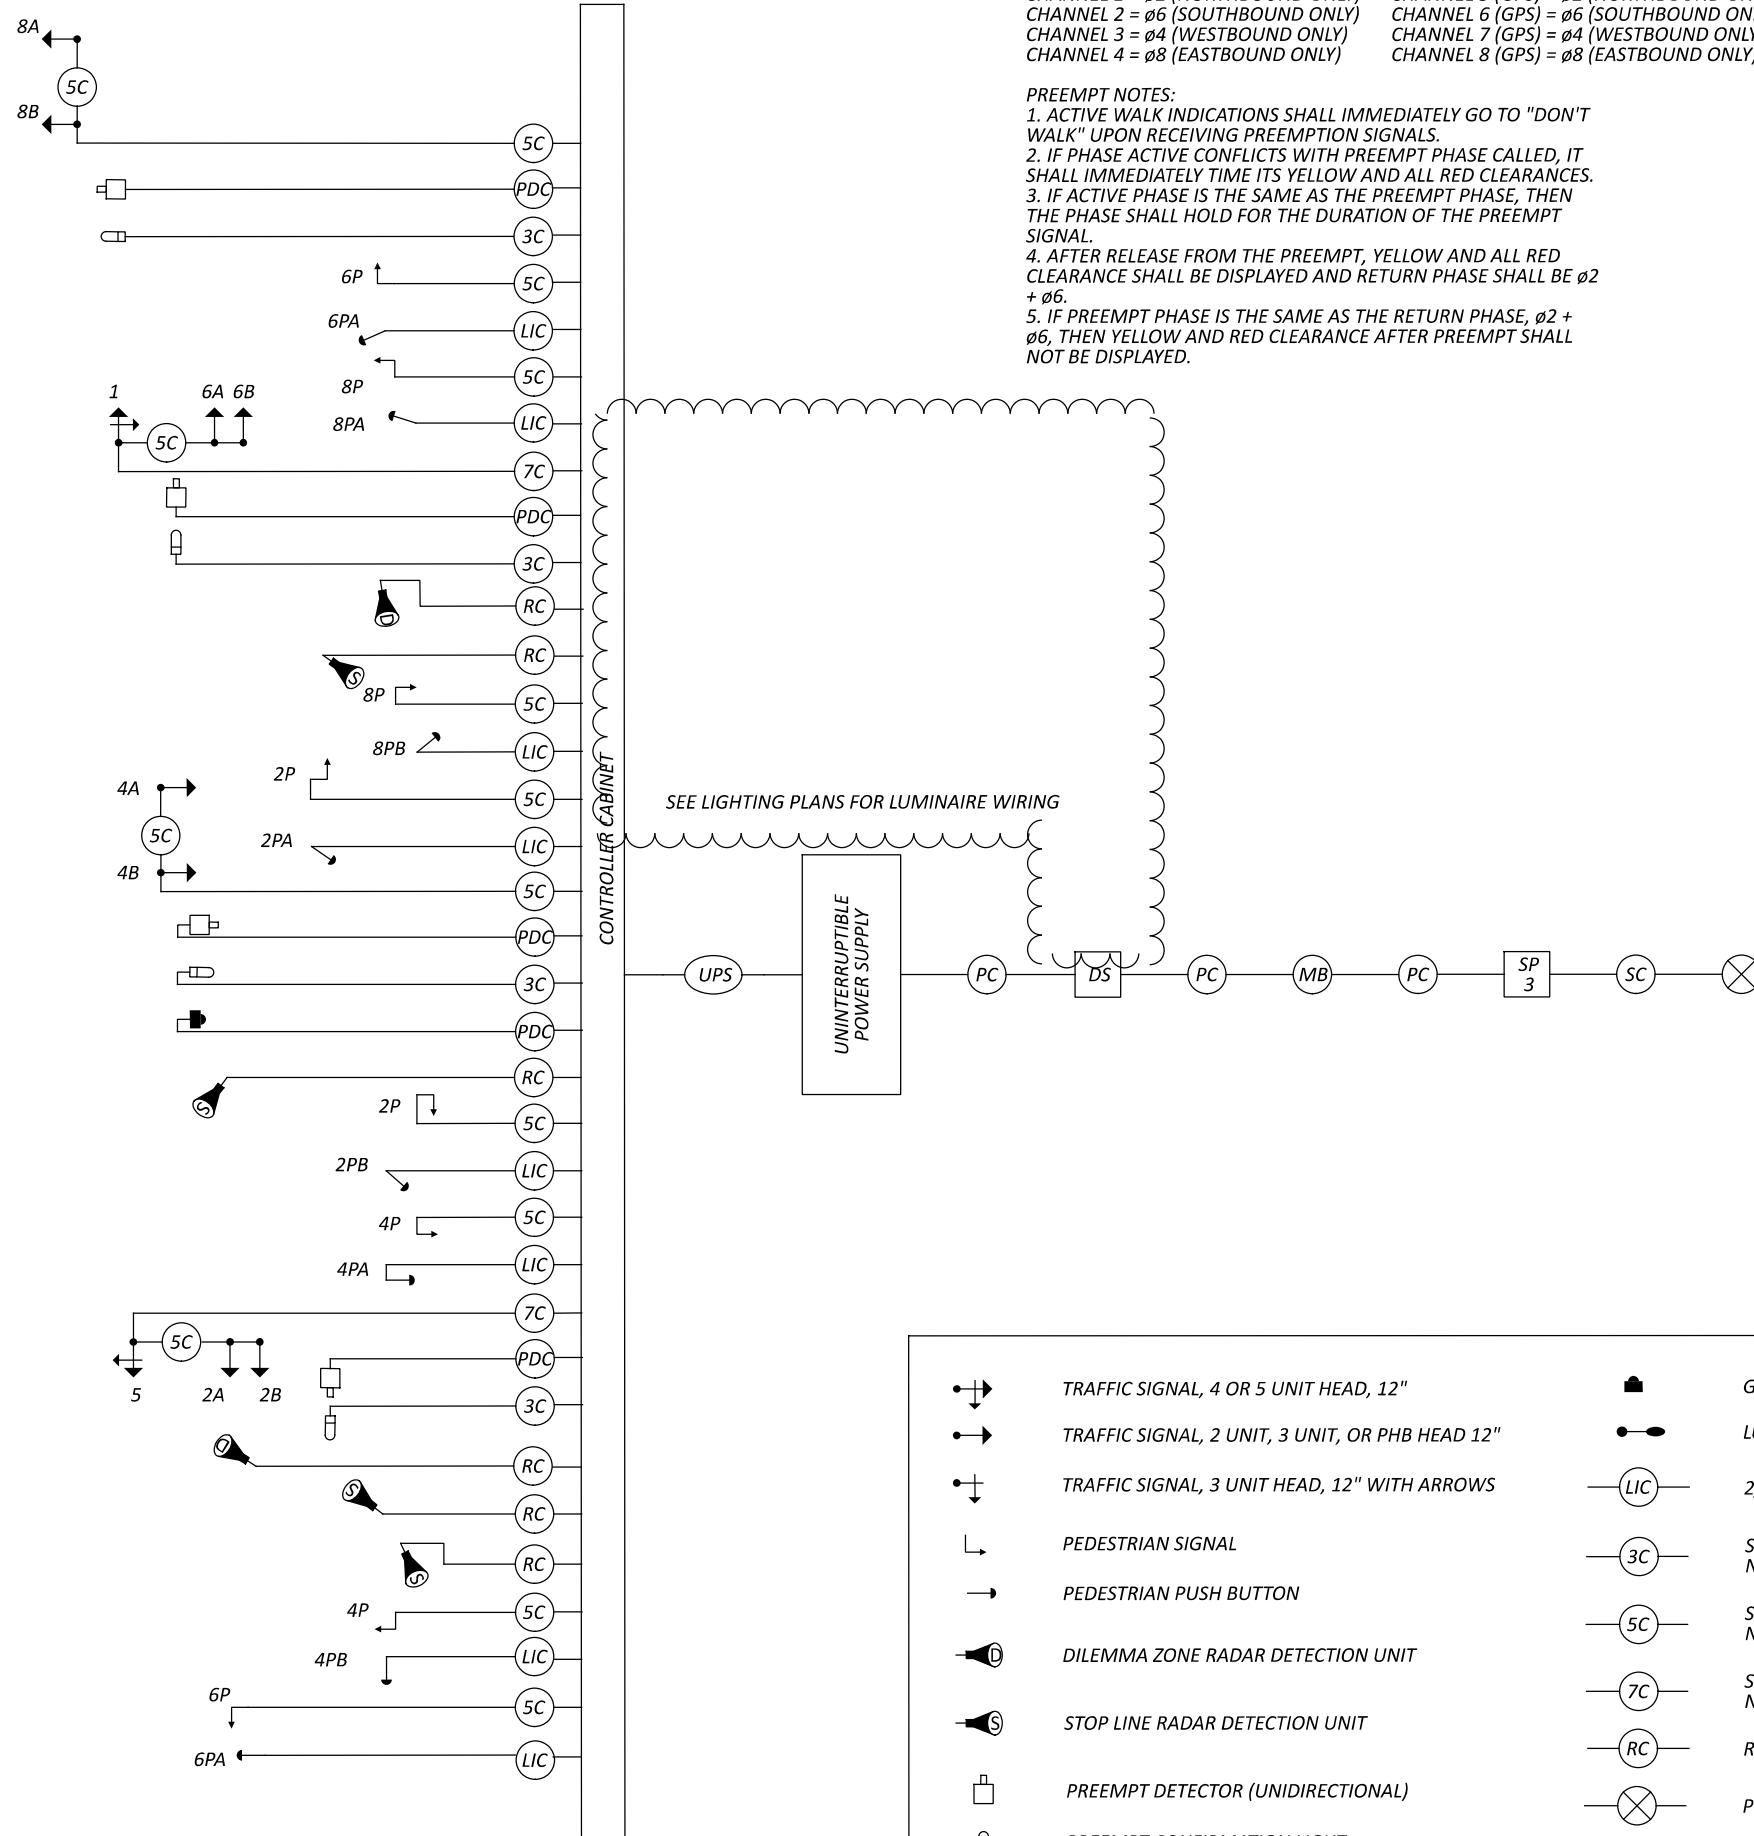 CHANNEL 2 = ø6 (SOUTHBOUND ONLY)
CHANNEL 3 = ø4 (WESTBOUND ONLY)
CHANNEL 4 = ø8 (EASTBOUND ONLY)
CHANNEL 6 (GPS) = ø6 (SOUTHBOUND
CHANNEL 7 (GPS) = ø4 (WESTBOUND ONLY
CHANNEL 8 (GPS) = ø8 (EASTBOUND ONLY)
PREEMPT NOTES:
1. ACTIVE WALK INDICATIONS SHALL IMMEDIATELY GO TO "DON'T
WALK" UPON RECEIVING PREEMPTION SIGNALS.
2. IF PHASE ACTIVE CONFLICTS WITH PREEMPT PHASE CALLED, IT
SHALL IMMEDIATELY TIME ITS YELLOW AND ALL RED CLEARANCES.
3. IF ACTIVE PHASE IS THE SAME AS THE PREEMPT PHASE, THEN
THE PHASE SHALL HOLD FOR THE DURATION OF THE PREEMPT
SIGNAL.
4. AFTER RELEASE FROM THE PREEMPT, YELLOW AND ALL RED
CLEARANCE SHALL BE DISPLAYED AND RETURN PHASE SHALL BE ø2
+ ø6.
5. IF PREEMPT PHASE IS THE SAME AS THE RETURN PHASE, ø2 +
ø6, THEN YELLOW AND RED CLEARANCE AFTER PREEMPT SHALL
NOT BE DISPLAYED.
8A
5C
8B
5C
PDC
3C
6P
5C
6PA
LIC
8P
5C
8PA
LIC
1
6A
6B
5C
7C
PDC
3C
D
RC
S
RC
8P
5C
8PB
LIC
2P
5C
4A
5C
4B
2PA
LIC
5C
PDC
3C
PDC
S
RC
2P
5C
2PB
LIC
4P
5C
4PA
LIC
7C
5C
5
2A
2B
PDC
3C
D
RC
S
RC
S
RC
4P
5C
4PB
LIC
6P
5C
6PA
LIC
CONTROLLER CABINET
SEE LIGHTING PLANS FOR LUMINAIRE WIRING
UPS
UNINTERRUPTIBLE
POWER SUPPLY
PC
DS
PC
MB
PC
SP
3
SC
TRAFFIC SIGNAL, 4 OR 5 UNIT HEAD, 12"
TRAFFIC SIGNAL, 2 UNIT, 3 UNIT, OR PHB HEAD 12"
TRAFFIC SIGNAL, 3 UNIT HEAD, 12" WITH ARROWS
PEDESTRIAN SIGNAL
PEDESTRIAN PUSH BUTTON
D
DILEMMA ZONE RADAR DETECTION UNIT
S
STOP LINE RADAR DETECTION UNIT
PREEMPT DETECTOR (UNIDIRECTIONAL)
LIC
3C
5C
7C
RC